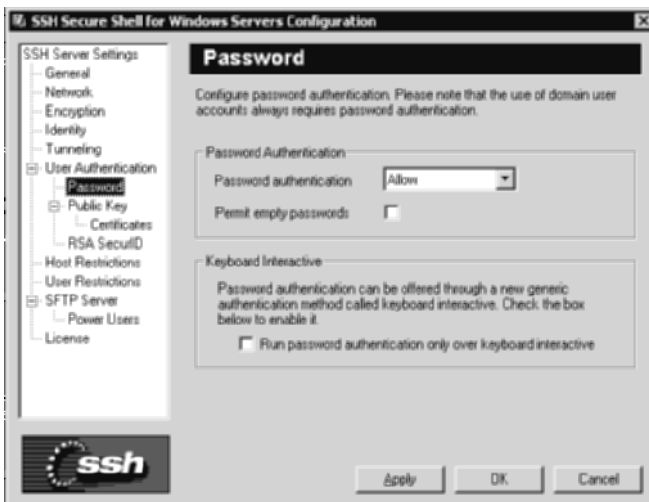 SSH Secure Shell for Windows Servers Configuration
SSH Server Settings
General
Network
Encryption
Identity
Tunneling
User Authentication
Password
Public Key
Certificates
RSA SecurID
Host Restrictions
User Restrictions
SFTP Server
Power Users
License
ssh
Password
Configure password authentication. Please note that the use of domain user
accounts always requires password authentication.
Password Authentication
Password authentication
Allow
Permit empty passwords
Keyboard Interactive
Password authentication can be offered through a new generic
authentication method called keyboard interactive. Check the box
below to enable it.
Run password authentication only over keyboard interactive
Apply
OK
Cancel